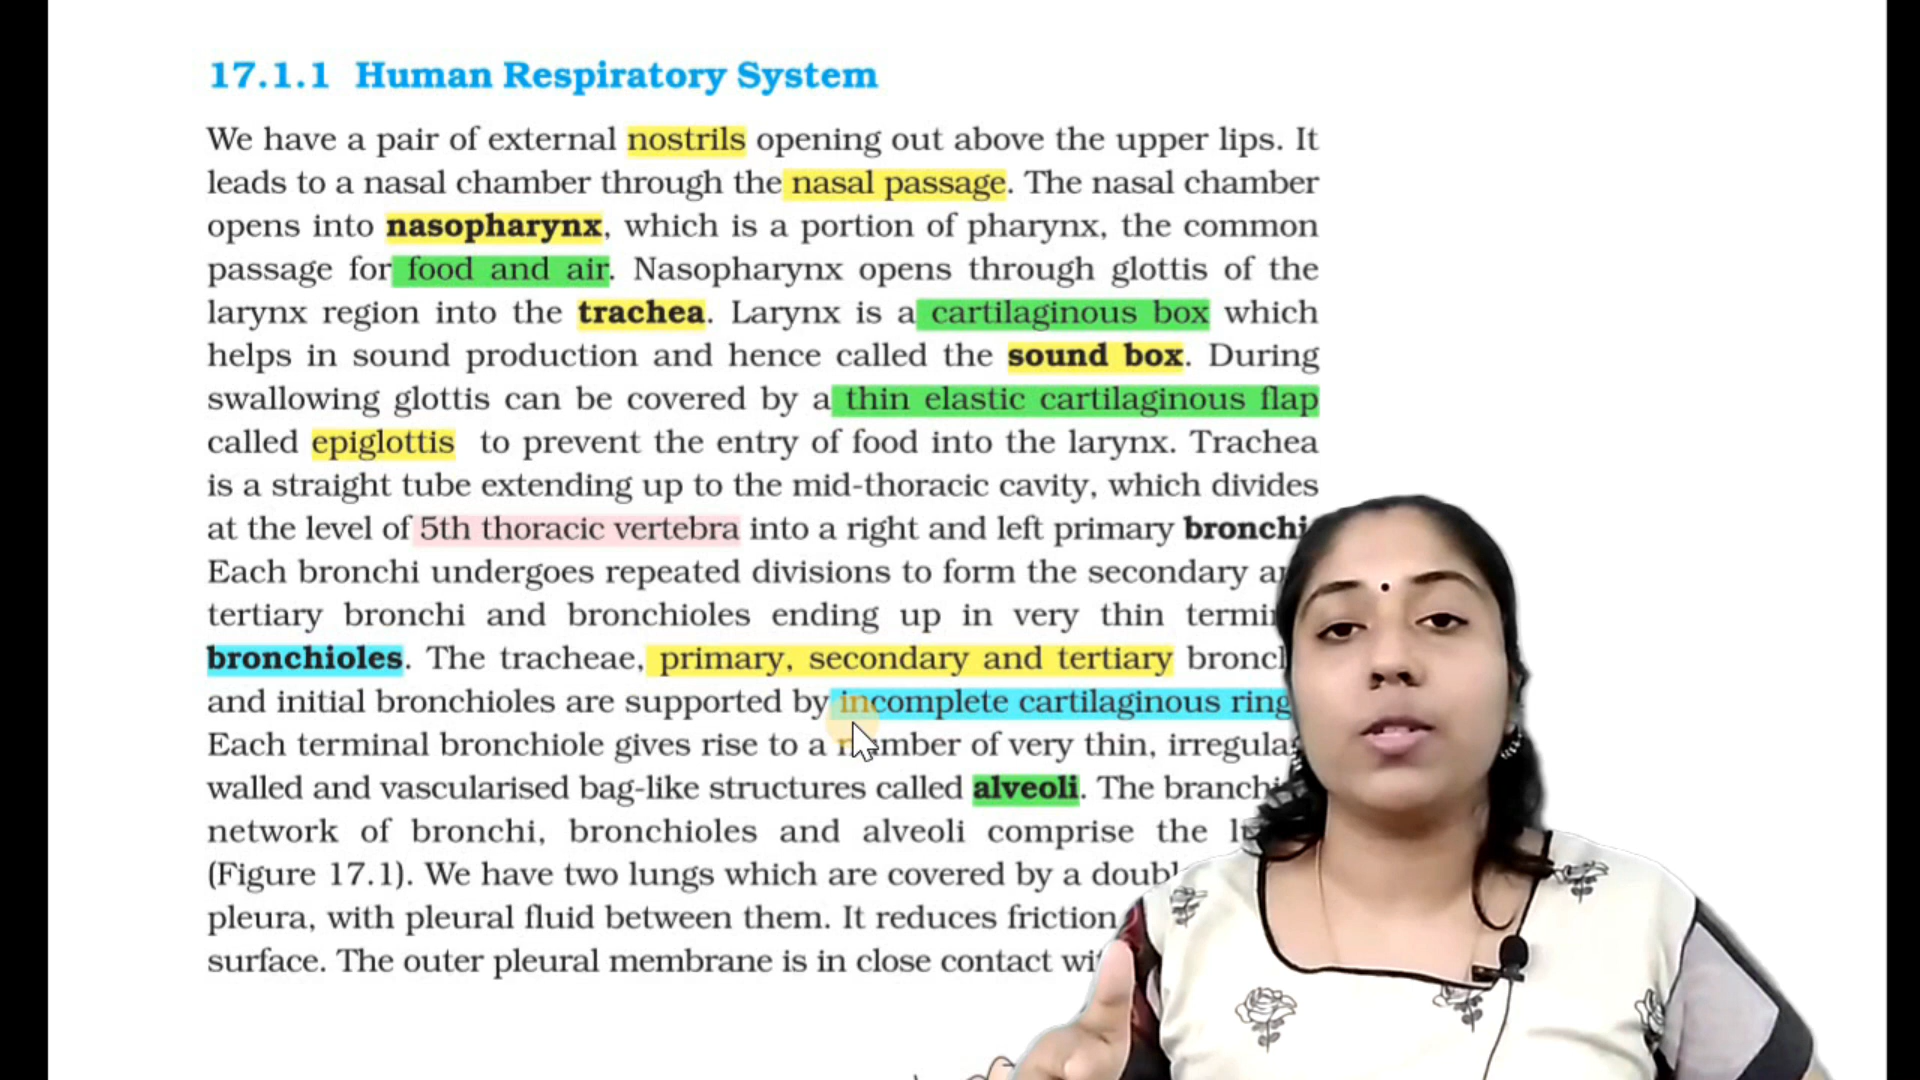 17.1.1 Human Respiratory System
We have a pair of external nostrils opening out above the upper lips. It
leads to a nasal chamber through the nasal passage. The nasal chamber
opens into nasopharynx, which is a portion of pharynx, the common
passage for food and air. Nasopharynx opens through glottis of the
larynx region into the trachea. Larynx is a cartilaginous box which
helps in sound production and hence called the sound box. During
swallowing glottis can be covered by a thin elastic cartilaginous flap
called epiglottis to prevent the entry of food into the larynx. Trachea
is a straight tube extending up to the mid-thoracic cavity, which divides
at the level of 5th thoracic vertebra into a right and left primary bronchi
Each bronchi undergoes repeated divisions to form the secondary
tertiary bronchi and bronchioles ending up in very thin
bronchioles. The tracheae, primary, secondary and tertiary
and initial bronchioles are supported by incomplete cartilaginous
Each terminal bronchiole gives rise to a number of very thin,
walled and vascularised bag-like structures called alveoli. The
network of bronchi, bronchioles and alveoli comprise the
(Figure 17.1). We have two lungs which are covered by a
pleura, with pleural fluid between them. It reduces friction
surface. The outer pleural membrane is in close contact